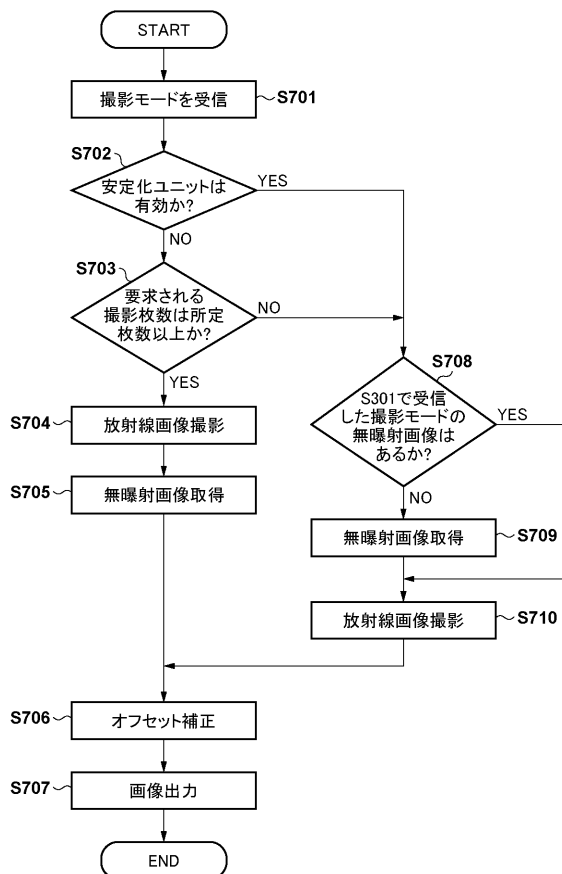 START
撮影モードを受信
S701
S702
安定化ユニットは
有効か?
YES
NO
S703
要求される
撮影枚数は所定
枚数以上か?
NO
YES
S704
放射線画像撮影
S705
無曝射画像取得
S708
S301で受信
した撮影モードの
無曝射画像は
あるか?
YES
NO
無曝射画像取得
S709
放射線画像撮影
S710
S706
オフセット補正
S707
画像出力
END